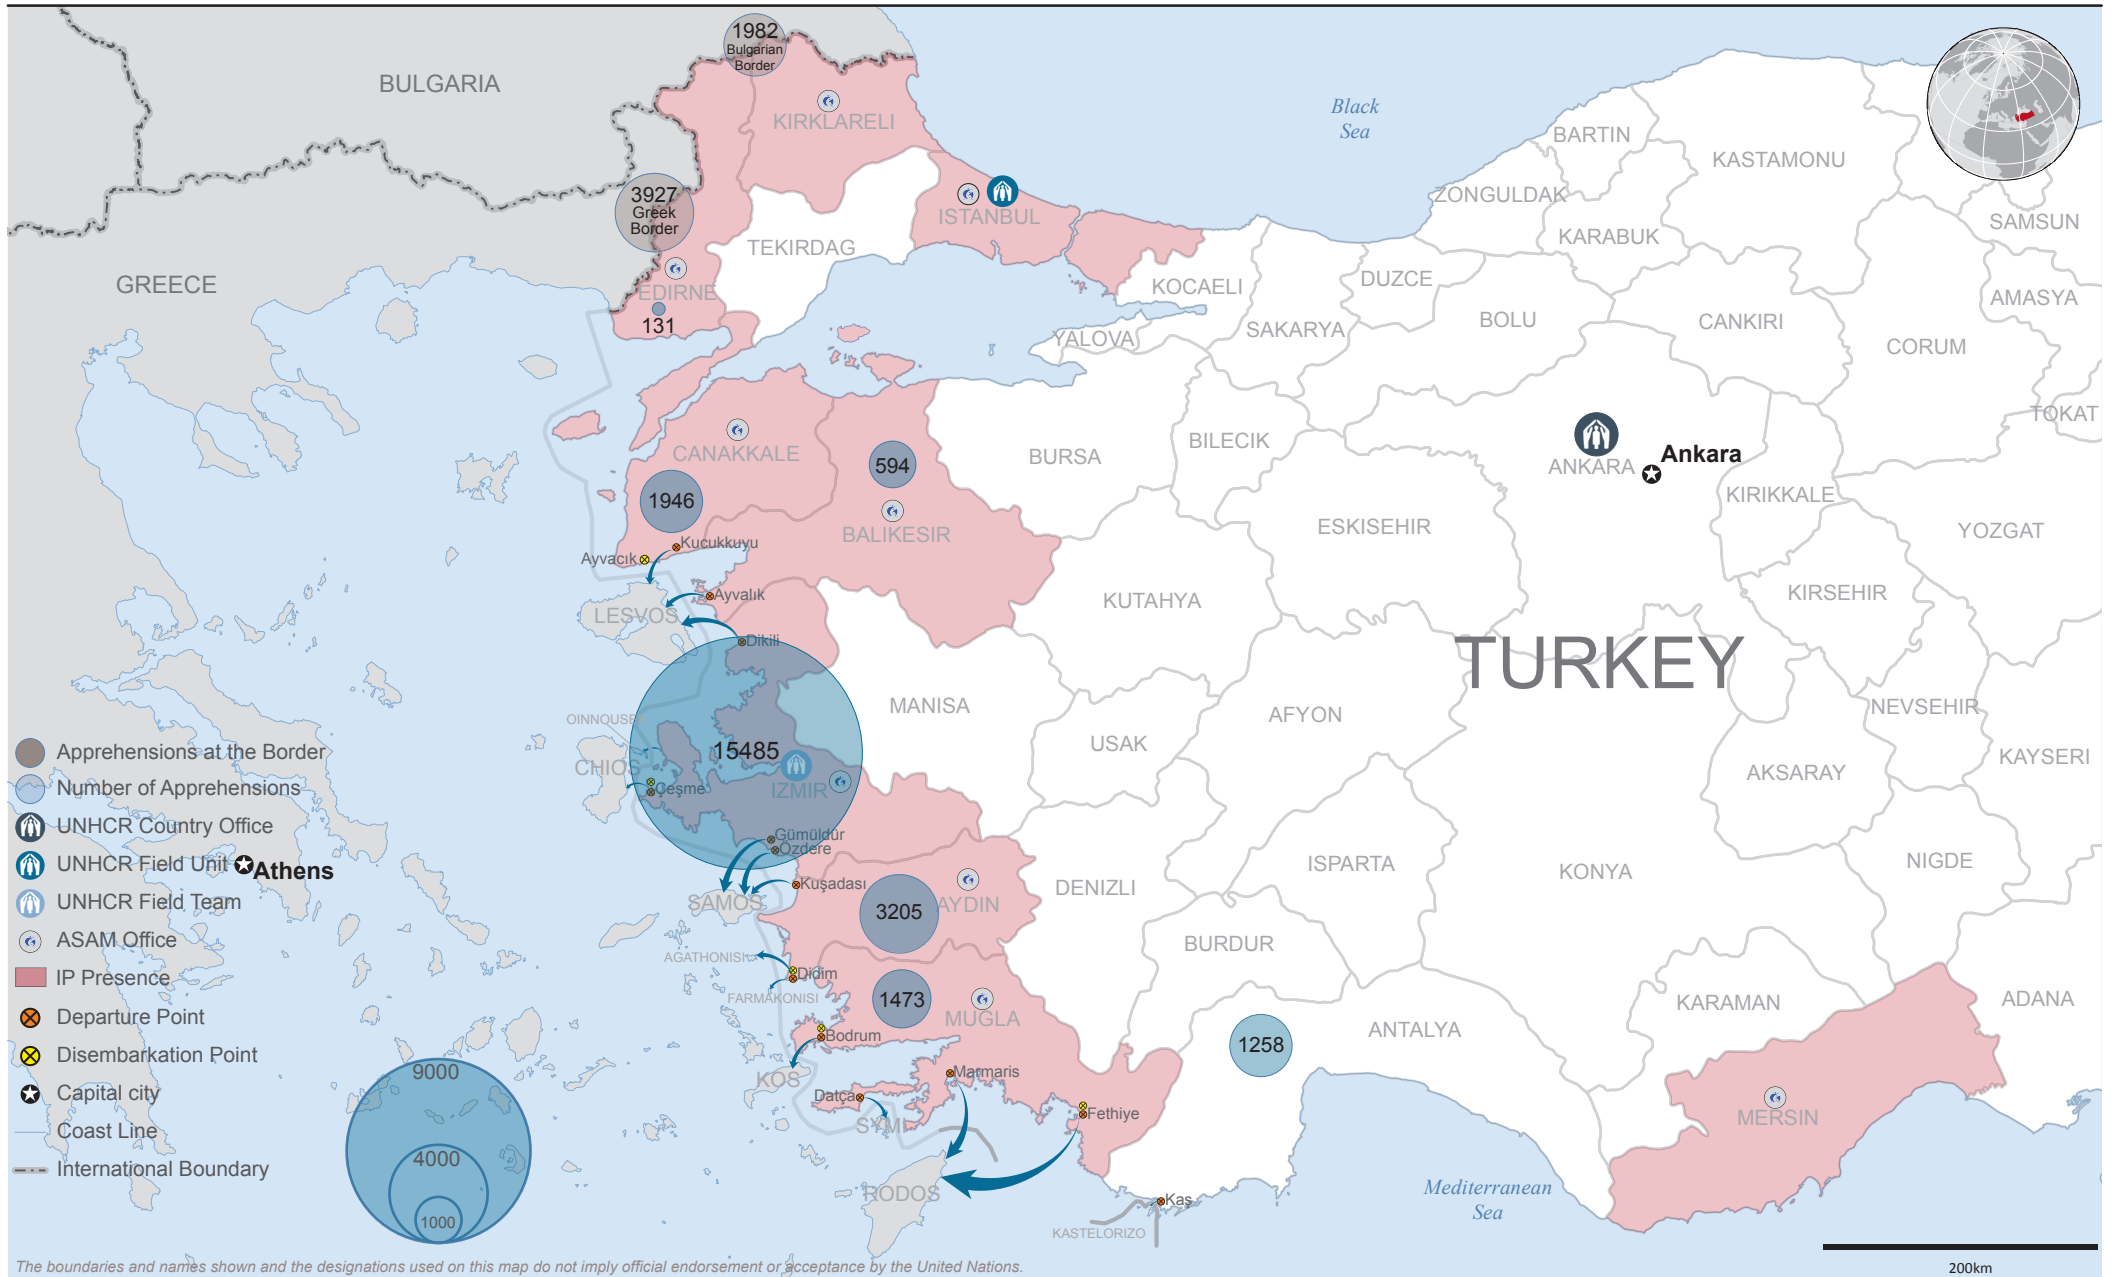 1982
Bulgarian
Border
BULGARIA
KIRKLARELI
Black
Sea
BARTIN
KASTAMONU
3927
Greek
Border
ISTANBUL
ZONGULDAK
SAMSUN
KARABUK
TEKIRDAG
GREECE
EDIRNE
131
KOCAELI
DUZCE
AMASYA
BOLU
CANKIRI
SAKARYA
YALOVA
CORUM
TOKAT
CANAKKALE
594
BURSA
BILECIK
ANKARA
Ankara
1946
KIRIKKALE
ESKISEHIR
YOZGAT
BALIKESIR
Kucukkuyu
Ayvacık
Ayvalık
KUTAHYA
KIRSEHIR
LESVOS
Dikili
TURKEY
MANISA
AFYON
NEVSEHIR
OINNOUSE
15485
USAK
KAYSERI
CHIOS
IZMIR
Çeşme
AKSARAY
Gümüldür
Özdere
ISPARTA
KONYA
NIGDE
Kuşadası
DENIZLI
SAMOS
3205
AYDIN
BURDUR
AGATHONISI
Didim
FARMAKONISI
1473
MUGLA
KARAMAN
ADANA
ANTALYA
Bodrum
1258
KOS
Marmaris
Datça
Fethiye
SYMI
MERSIN
RODOS
Kaş
KASTELORIZO
Mediterranean
Sea
Athens
Apprehensions at the Border
Number of Apprehensions
UNHCR Country Office
UNHCR Field Unit
UNHCR Field Team
ASAM Office
IP Presence
Departure Point
Disembarkation Point
Capital city
Coast Line
International Boundary
9000
4000
1000
The boundaries and names shown and the designations used on this map do not imply official endorsement or acceptance by the United Nations.
200km